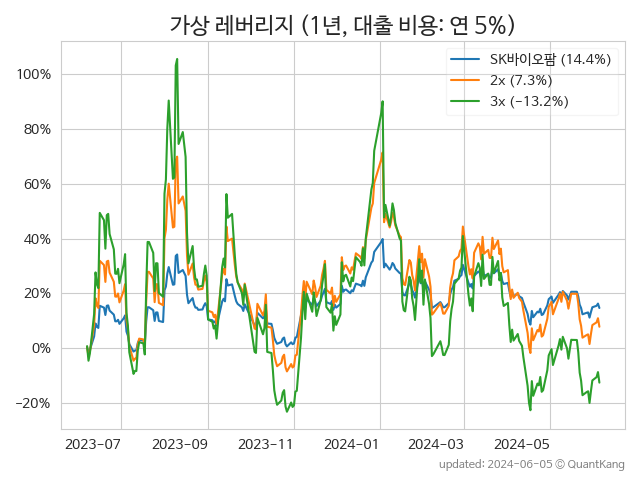 가상 레버리지 (1년, 대출 비용: 연 5%)
SK바이오팜 (14.4%)
2x (7.3%)
3x (−13.2%)
100%
80%
60%
40%
20%
0%
−20%
2023-07 2023-09 2023-11 2024-01 2024-03 2024-05
updated: 2024-06-05 © QuantKang